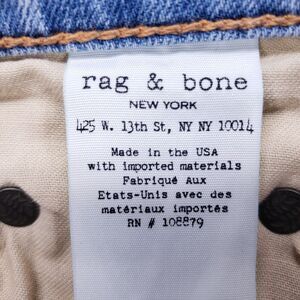 rag & bone
NEW YORK
425 W. 13th St, NY NY 10014
Made in the USA
with imported materials
Fabriqué Aux
Etats-Unis avec des
matériaux importés
RN # 108879